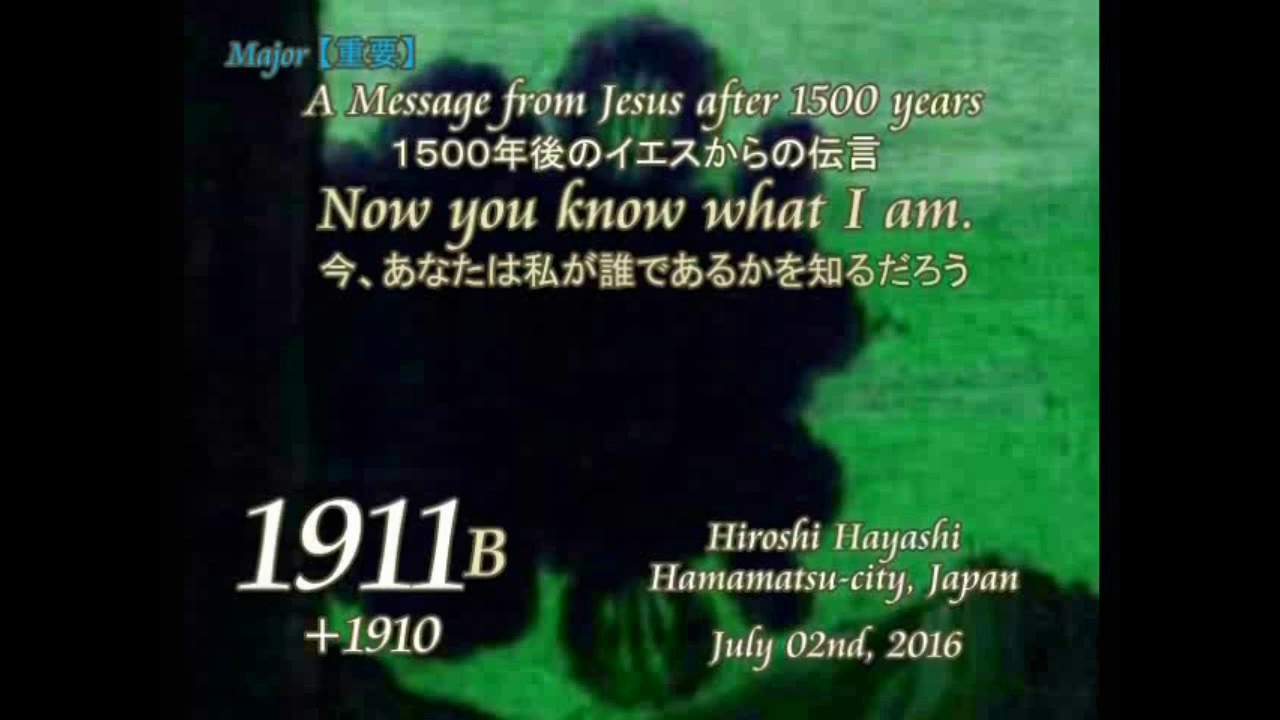 Major【重要】
A Message from Jesus after 1500 years
1500年後のイエスからの伝言
Now you know what I am.
今、あなたは私が誰であるかを知るだろう
1911B
+1910
Hiroshi Hayashi
Hamamatsu-city, Japan
July 02nd, 2016